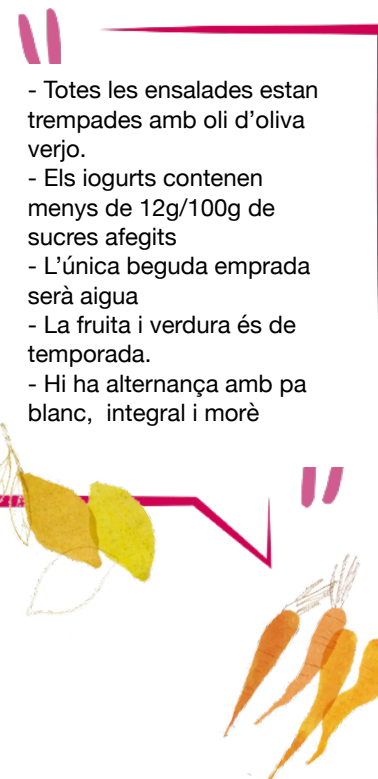 - Totes les ensalades estan
trempades amb oli d’oliva
verjo.
- Els iogurts contenen
menys de 12g/100g de
sucres afegits
- L’única beguda emprada
serà aigua
- La fruita i verdura és de
temporada.
- Hi ha alternança amb pa
blanc,  integral i morè